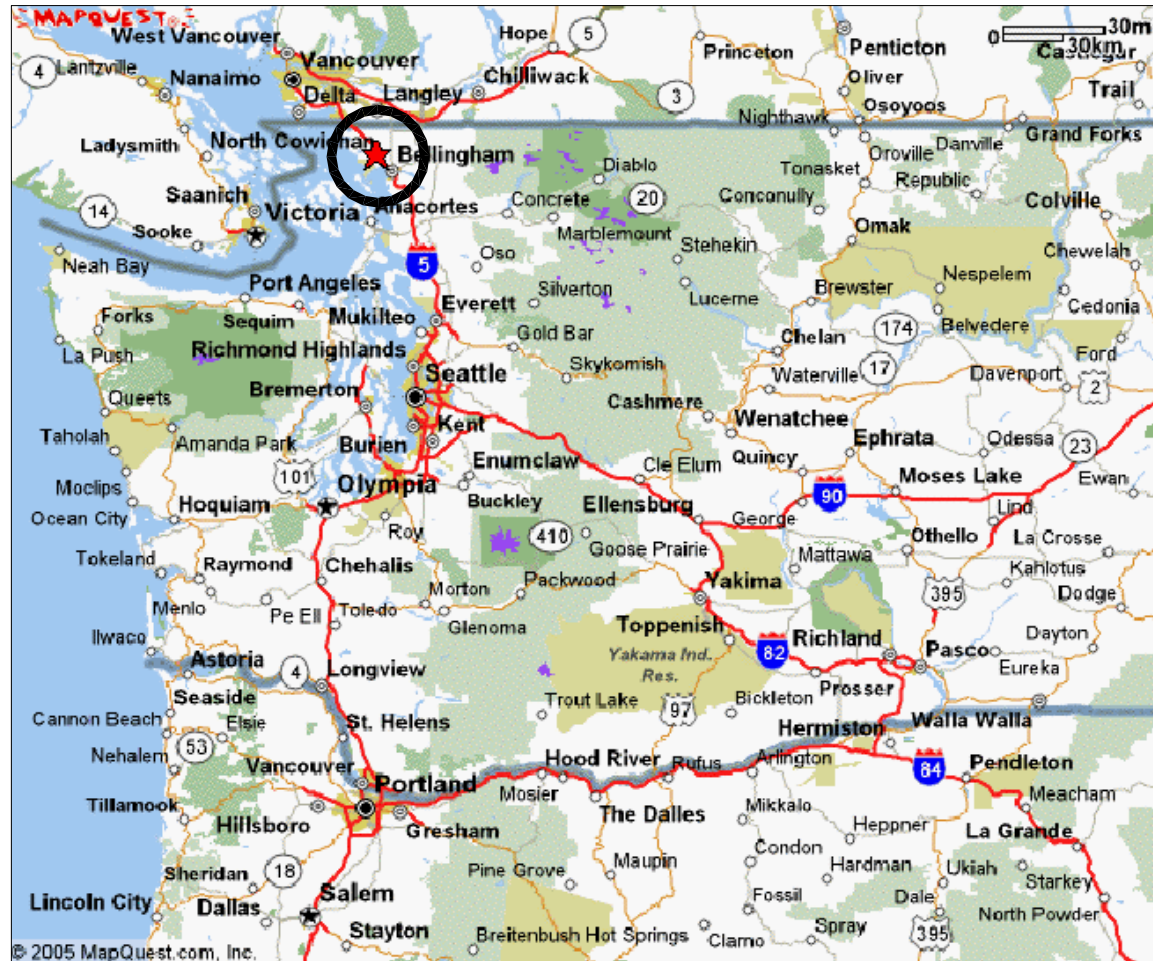 MAPQUEST
30mi
0
30km
West Vancouver
Hope
5
Princeton
Penticton
4
Lantzville
Vancouver
Nanaimo
Chilliwack
Oliver
Trail
Delta
Langley
3
Osoyoos
Nighthawk
Grand Forks
North Cowichan
Ladysmith
Bellingham
Danville
Oroville
Diablo
Tonasket
Republic
Saanich
20
Conconully
Colville
14
Victoria
Anacortes
Concrete
Sooke
Marblemount
Stehekin
Omak
Chewelah
Neah Bay
5
Oso
Nespelem
Port Angeles
Silverton
Lucerne
Brewster
Cedonia
Forks
Sequim
Everett
Mukilteo
Gold Bar
Belvedere
174
Chelan
La Push
Richmond Highlands
Skykomish
17
Ford
Seattle
Waterville
Davenport
2
Queets
Bremerton
Cashmere
Wenatchee
Taholah
Amanda Park
Burien
Kent
Ephrata
Odessa
23
Enumclaw
Cle Elum
Quincy
Moses Lake
Moclips
101
Olympia
Ewan
Hoquiam
Buckley
Ellensburg
90
George
Lind
Ocean City
Roy
410
Goose Prairie
Othello
La Crosse
Tokeland
Raymond
Chehalis
Mattawa
Kahlotus
Packwood
Yakima
395
Dodge
Menlo
Pe Ell
Toledo
Morton
Glenoma
Toppenish
Richland
Dayton
Ilwaco
82
Pasco
Astoria
4
Longview
Yakama Ind.
Res.
Eureka
Prosser
Seaside
Trout Lake
Bickleton
Cannon Beach
Elsie
St. Helens
97
Hermiston
Walla Walla
Nehalem
53
Vancouver
Hood River
Rufus
Arlington
84
Pendleton
Portland
Mosier
Tillamook
Hillsboro
Gresham
The Dalles
Mikkalo
Meacham
Heppner
La Grande
Condon
Sheridan
18
Pine Grove
Maupin
Hardman
Ukiah
Starkey
Lincoln City
Dallas
Salem
Fossil
Dale
North Powder
Stayton
Breitenbush Hot Springs
Clarno
Spray
395
© 2005 MapQuest.com, Inc.